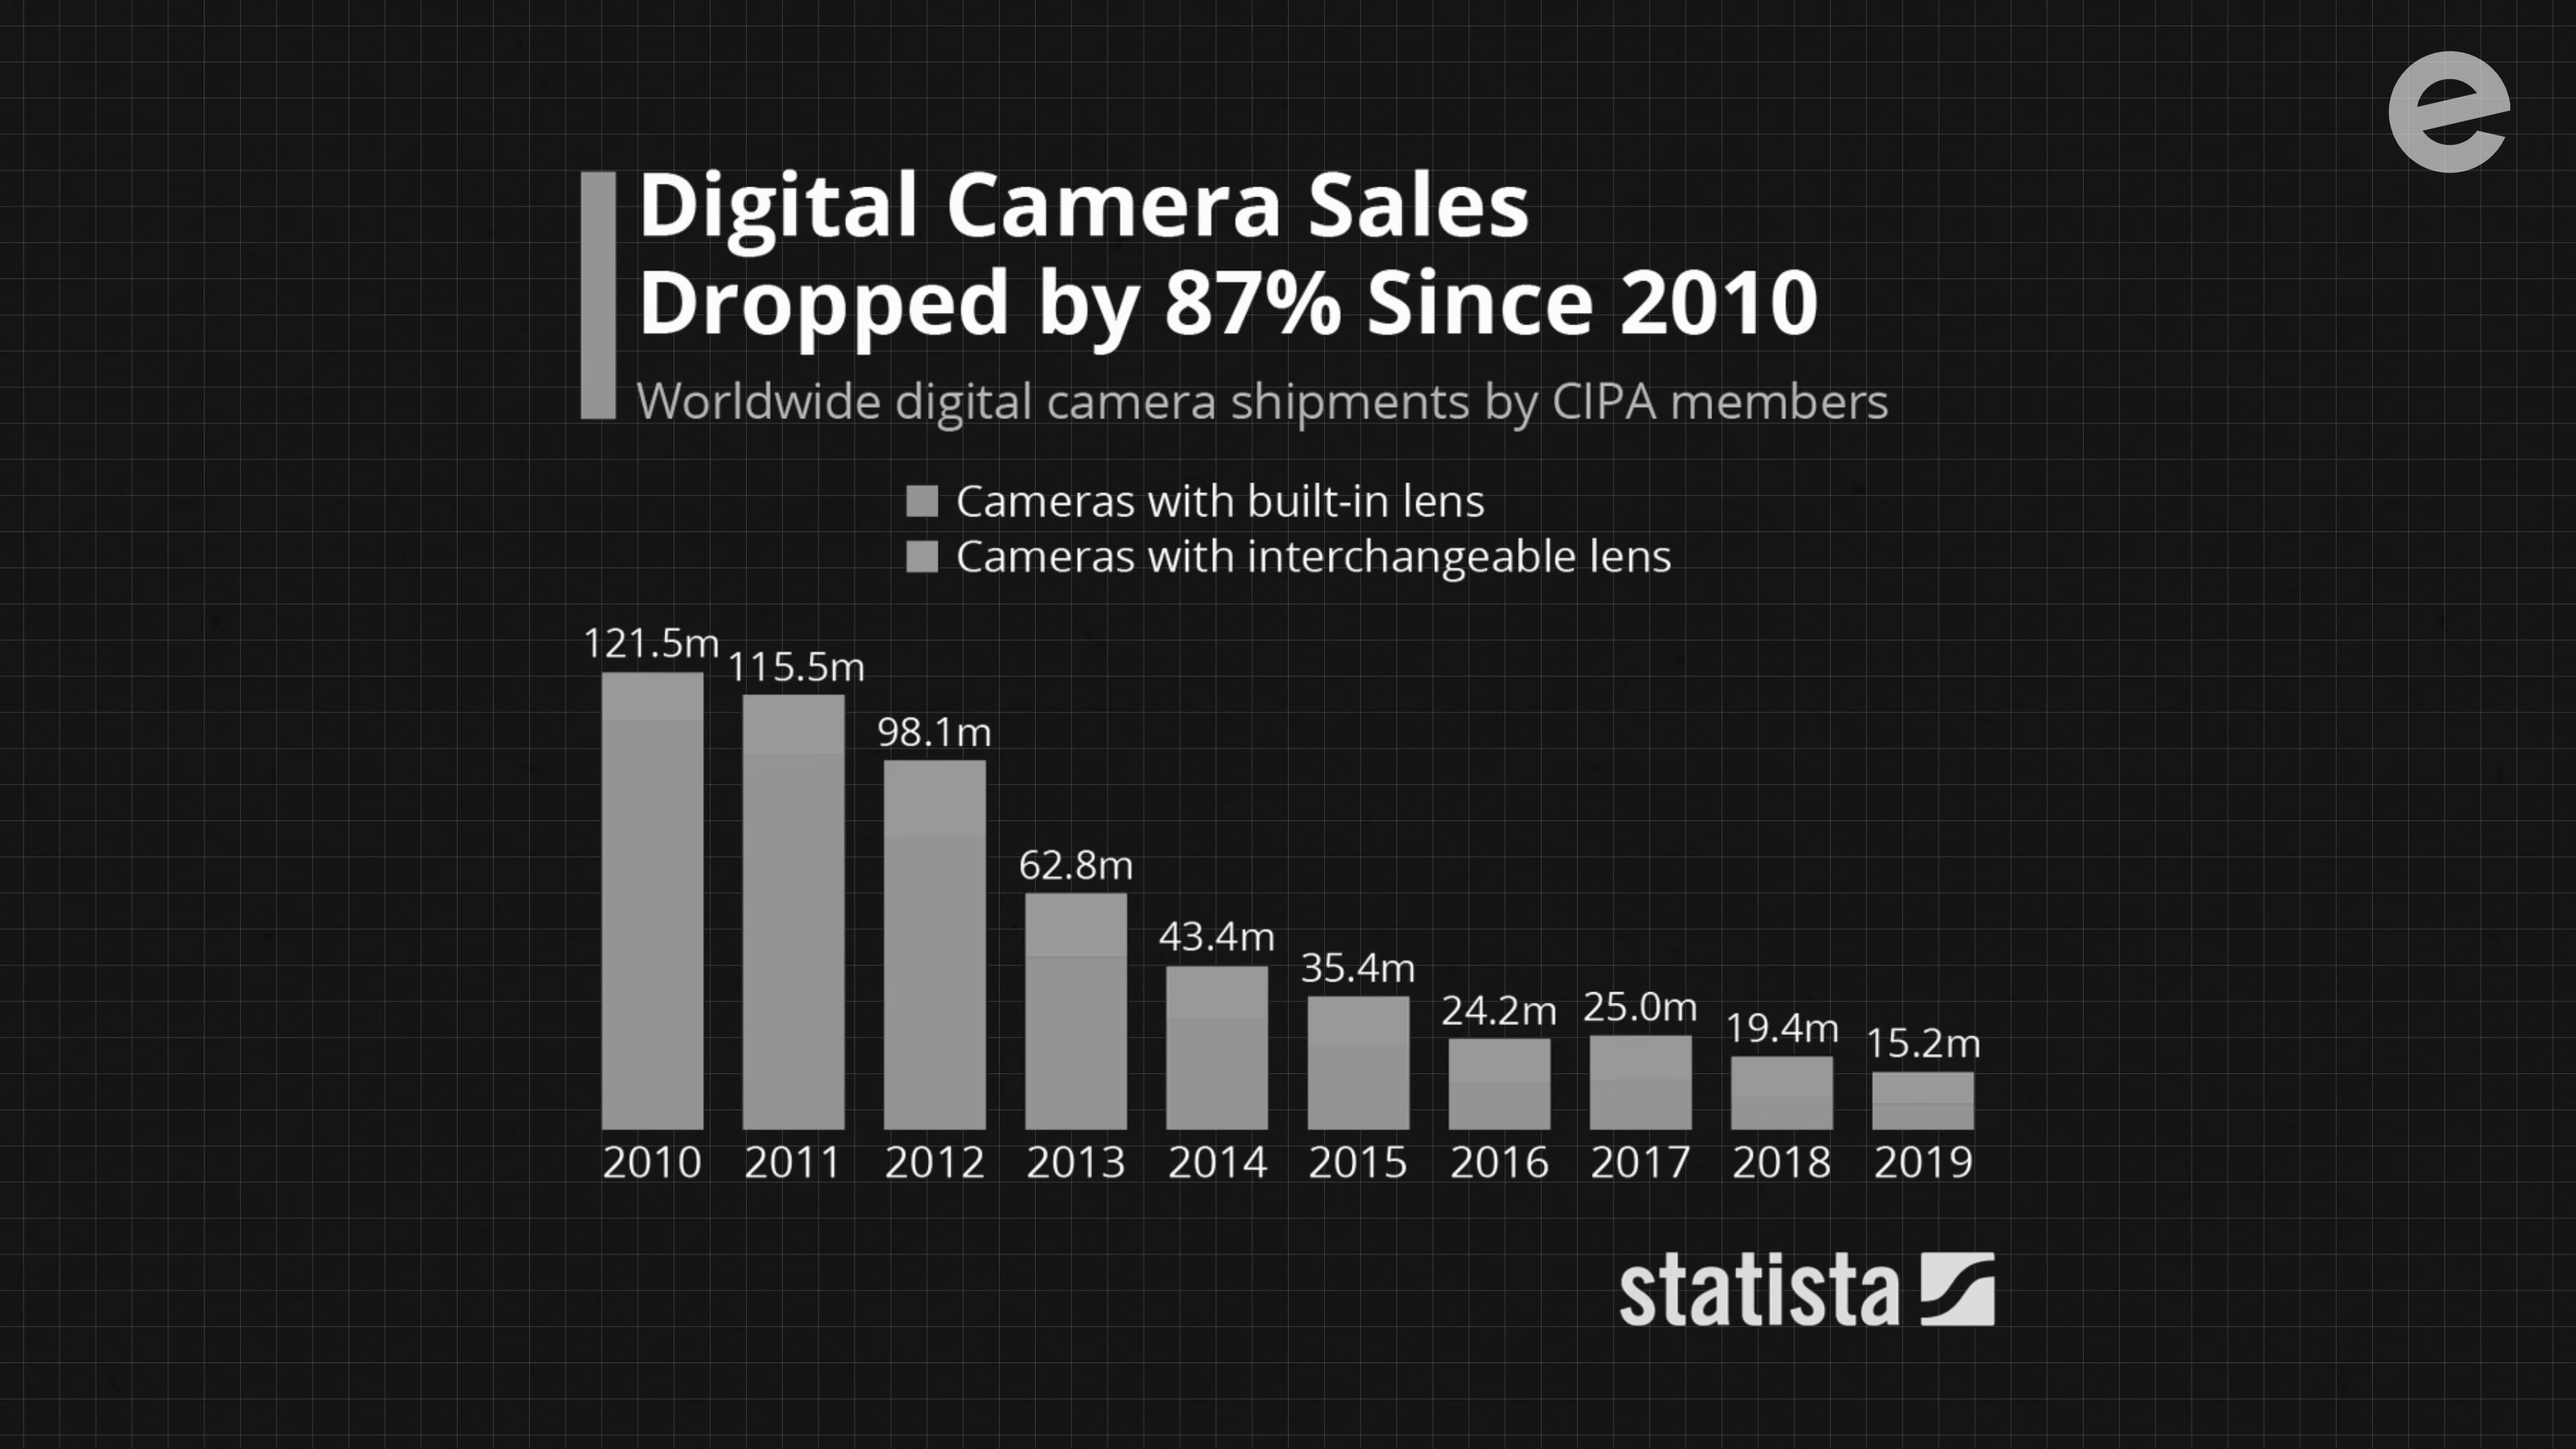 e
Digital Camera Sales
Dropped by 87% Since 2010
Worldwide digital camera shipments by CIPA members
Cameras with built-in lens
Cameras with interchangeable lens
121.5m
115.5m
98.1m
62.8m
43.4m
35.4m
24.2m
25.0m
19.4m
15.2m
2010 2011 2012 2013 2014 2015 2016 2017 2018 2019
statista